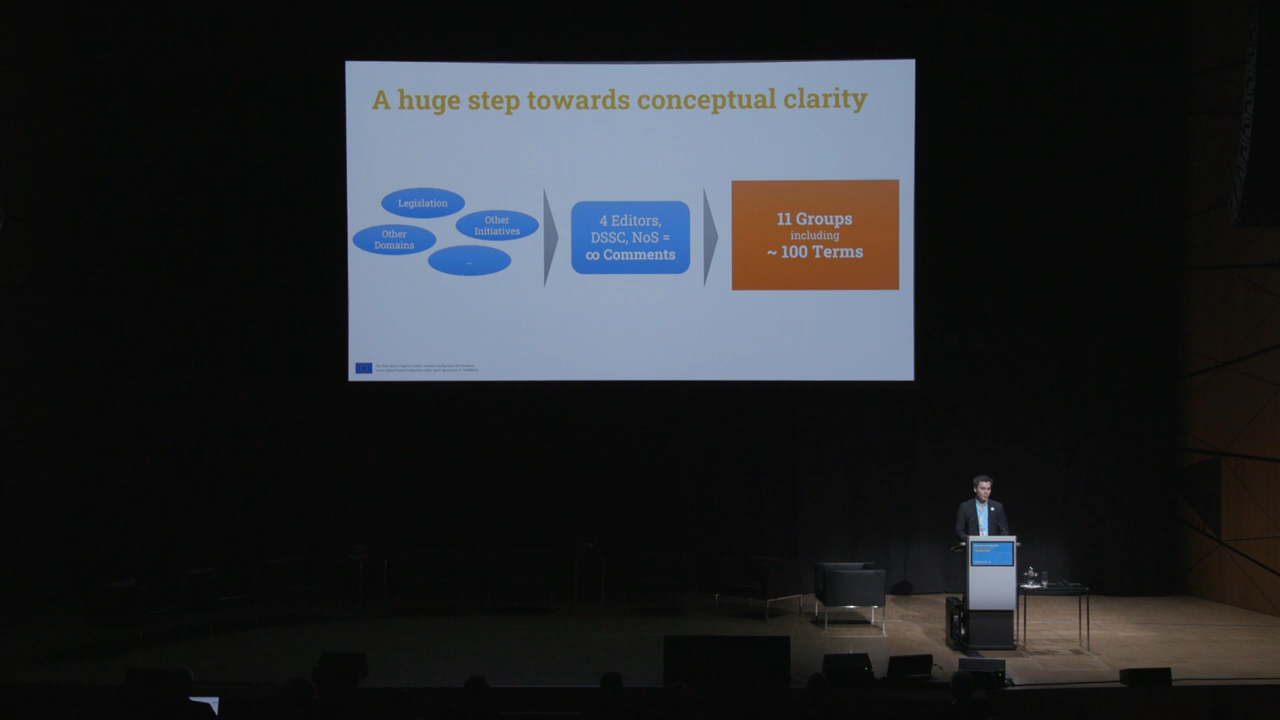 A huge step towards conceptual clarity
Legislation
Other
Initiatives
Other
Domains
...
4 Editors,
DSSC, NoS =
∞ Comments
11 Groups
including
~ 100 Terms